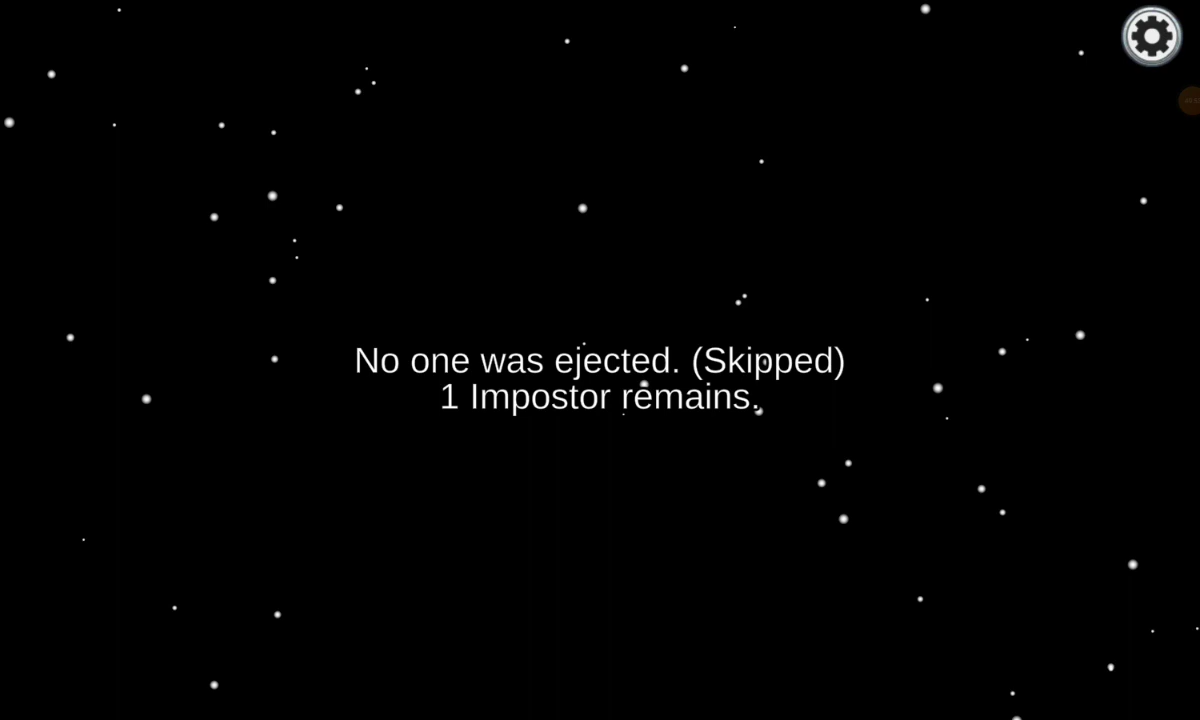 No one was ejected. (Skipped)
1 Impostor remains.